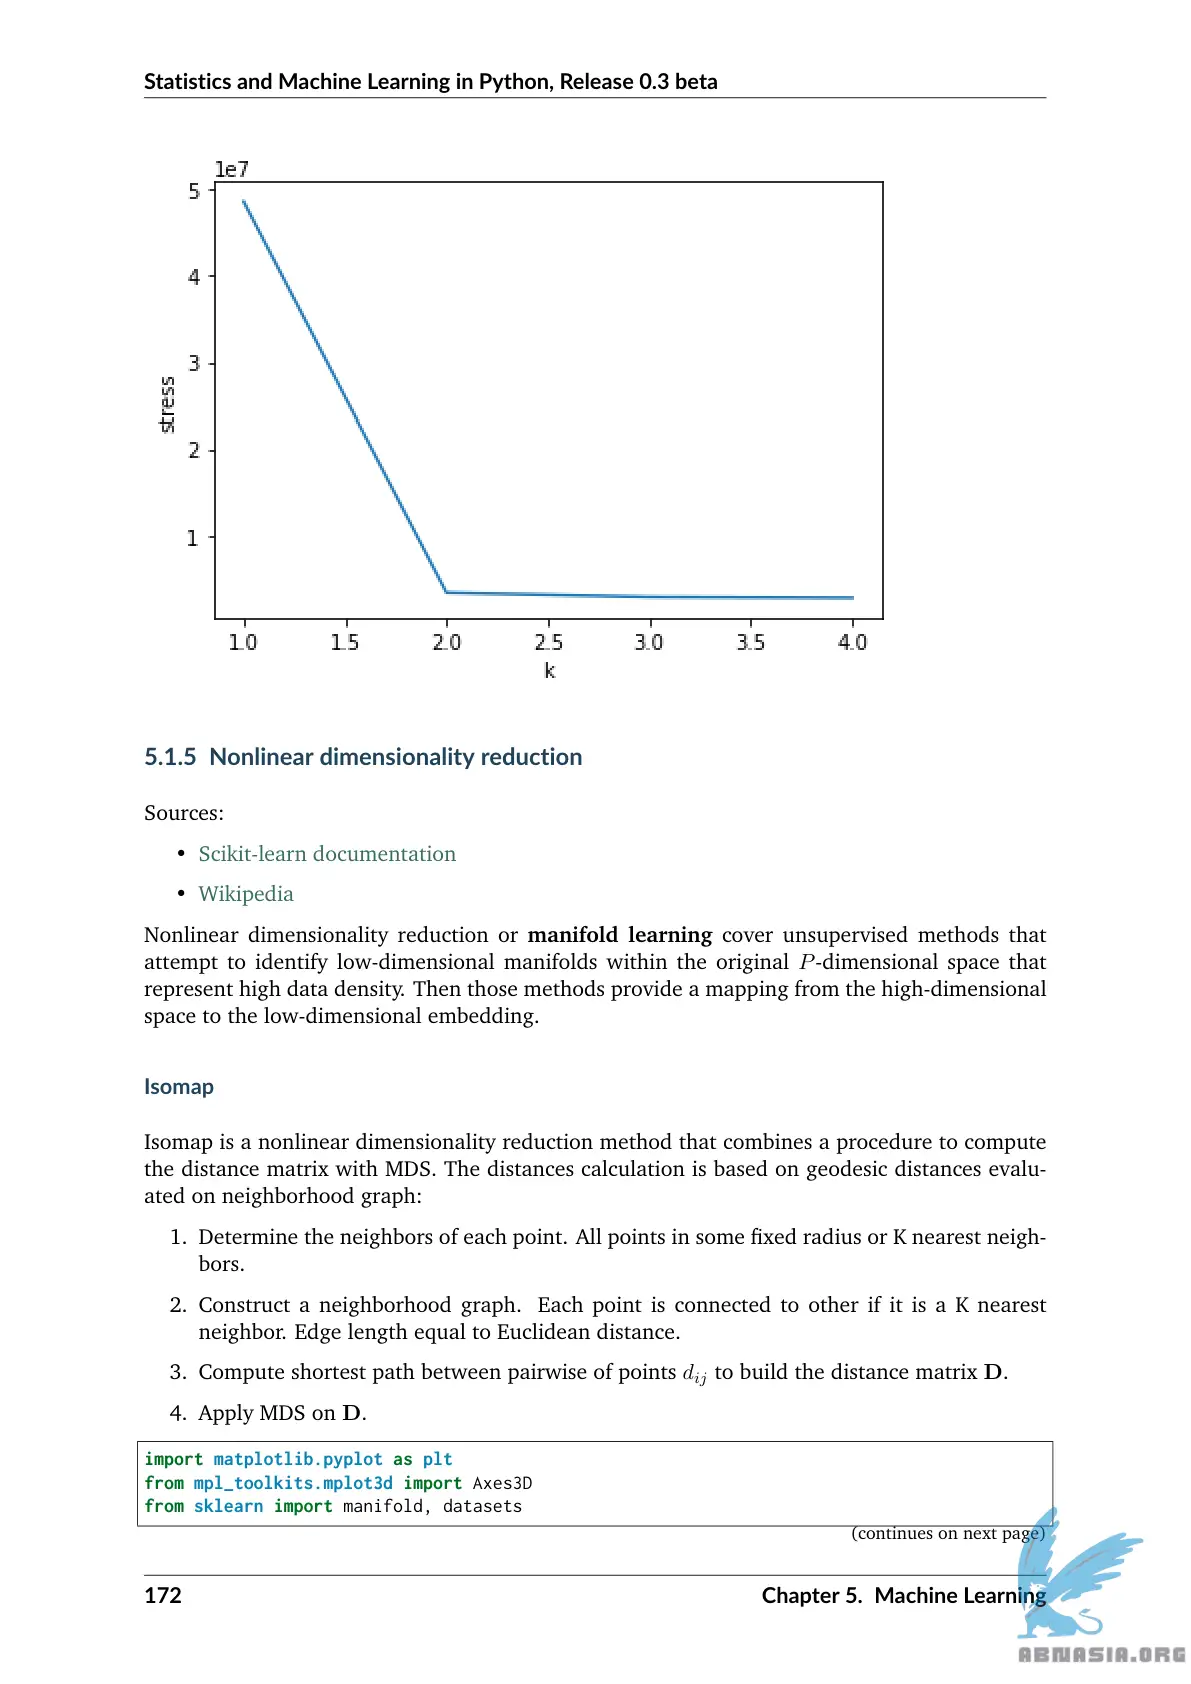 Statistics and Machine Learning in Python, Release 0.3 beta
1e7
5
4
3
2
1
stress
1.0 1.5 2.0 2.5 3.0 3.5 4.0
k
5.1.5 Nonlinear dimensionality reduction
Sources:
• Scikit-learn documentation
• Wikipedia
Nonlinear dimensionality reduction or manifold learning cover unsupervised methods that
attempt to identify low-dimensional manifolds within the original P-dimensional space that
represent high data density. Then those methods provide a mapping from the high-dimensional
space to the low-dimensional embedding.
Isomap
Isomap is a nonlinear dimensionality reduction method that combines a procedure to compute
the distance matrix with MDS. The distances calculation is based on geodesic distances evalu-
ated on neighborhood graph:
1. Determine the neighbors of each point. All points in some fixed radius or K nearest neigh-
bors.
2. Construct a neighborhood graph. Each point is connected to other if it is a K nearest
neighbor. Edge length equal to Euclidean distance.
3. Compute shortest path between pairwise of points dij to build the distance matrix D.
4. Apply MDS on D.
import matplotlib.pyplot as plt
from mpl_toolkits.mplot3d import Axes3D
from sklearn import manifold, datasets
(continues on next page)
172 Chapter 5. Machine Learning
ABNASIA.ORG